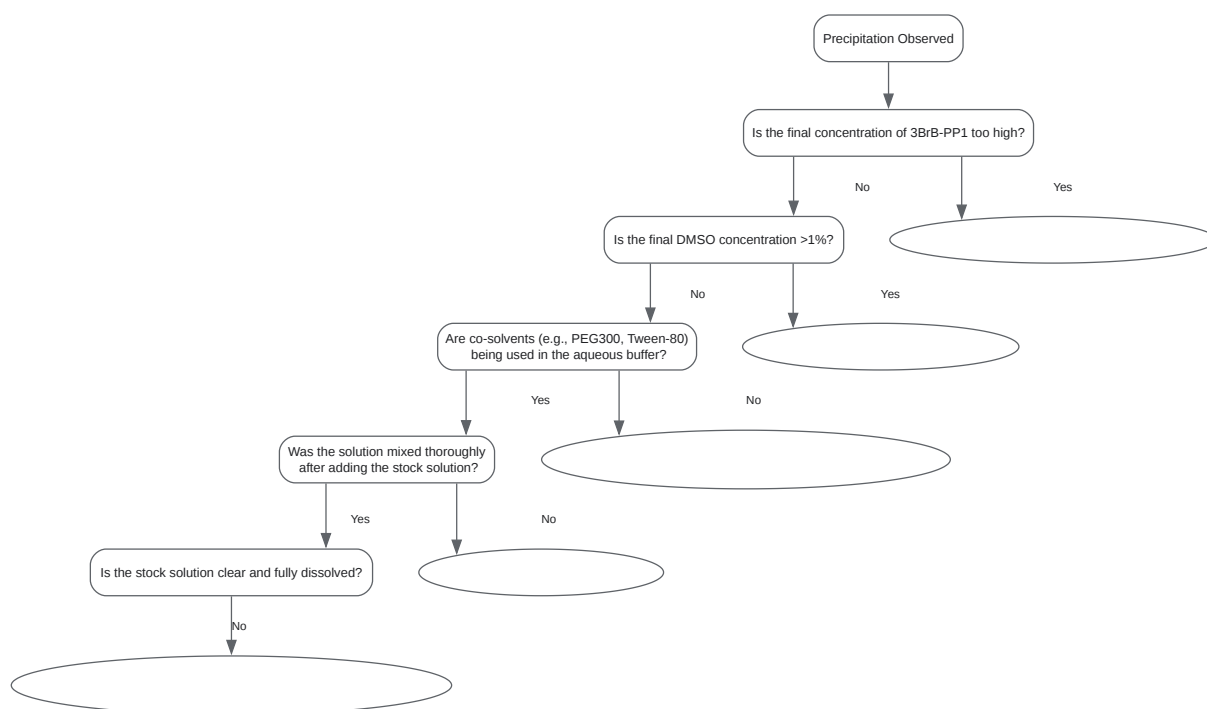 Precipitation Observed
Is the final concentration of 3BrB-PP1 too high?
No
Yes
Is the final DMSO concentration >1%?
No
Yes
Are co-solvents (e.g., PEG300, Tween-80)
being used in the aqueous buffer?
Yes
No
Was the solution mixed thoroughly
after adding the stock solution?
Yes
No
Is the stock solution clear and fully dissolved?
No